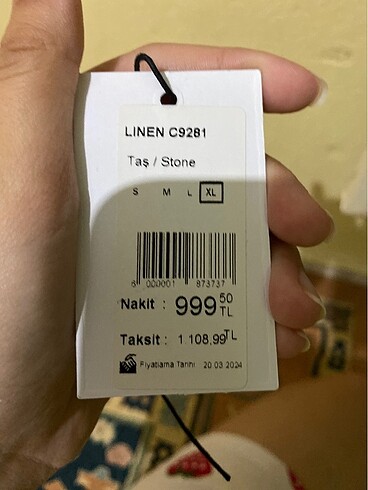 LINEN C9281
Taş / Stone
S M L XL
6 000001 873737
Nakit : 999 50 TL
Taksit : 1 108,99 TL
Fiyatlama Tarihi 20.03.2024